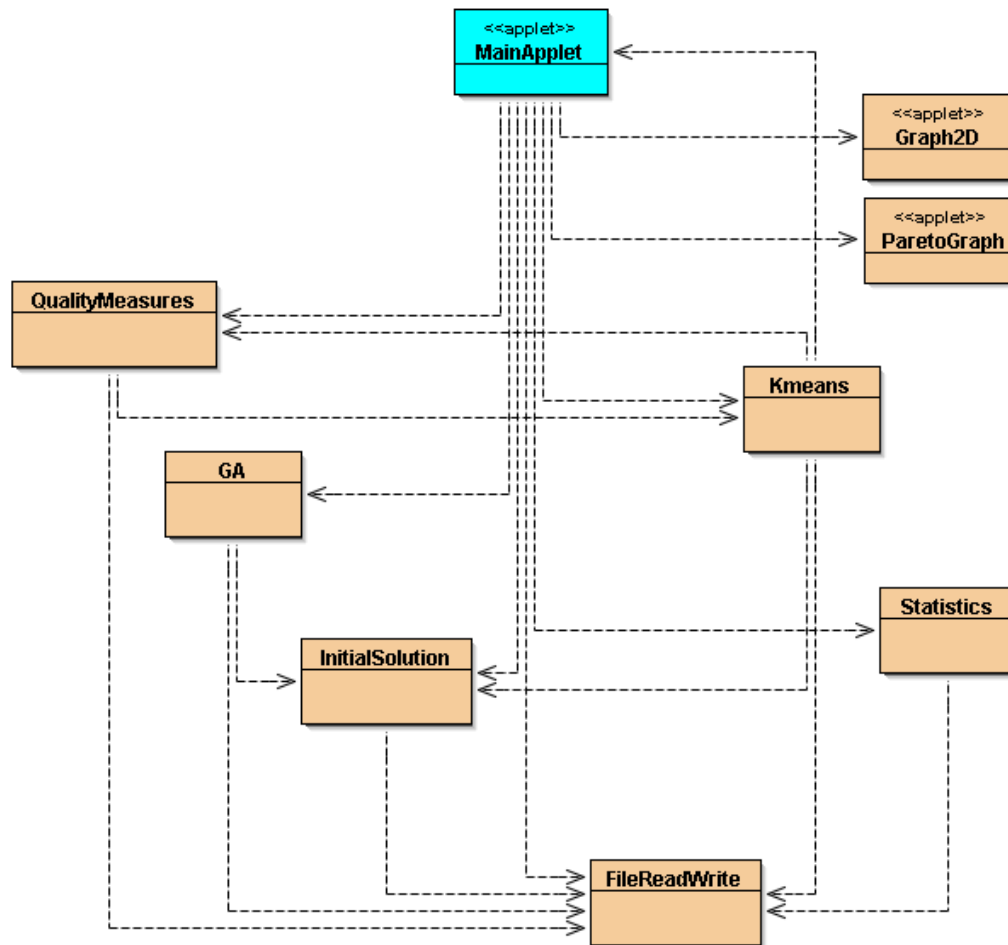 <<applet>>
MainApplet
<<applet>>
Graph2D
<<applet>>
ParetoGraph
QualityMeasures
Kmeans
GA
Statistics
InitialSolution
FileReadWrite